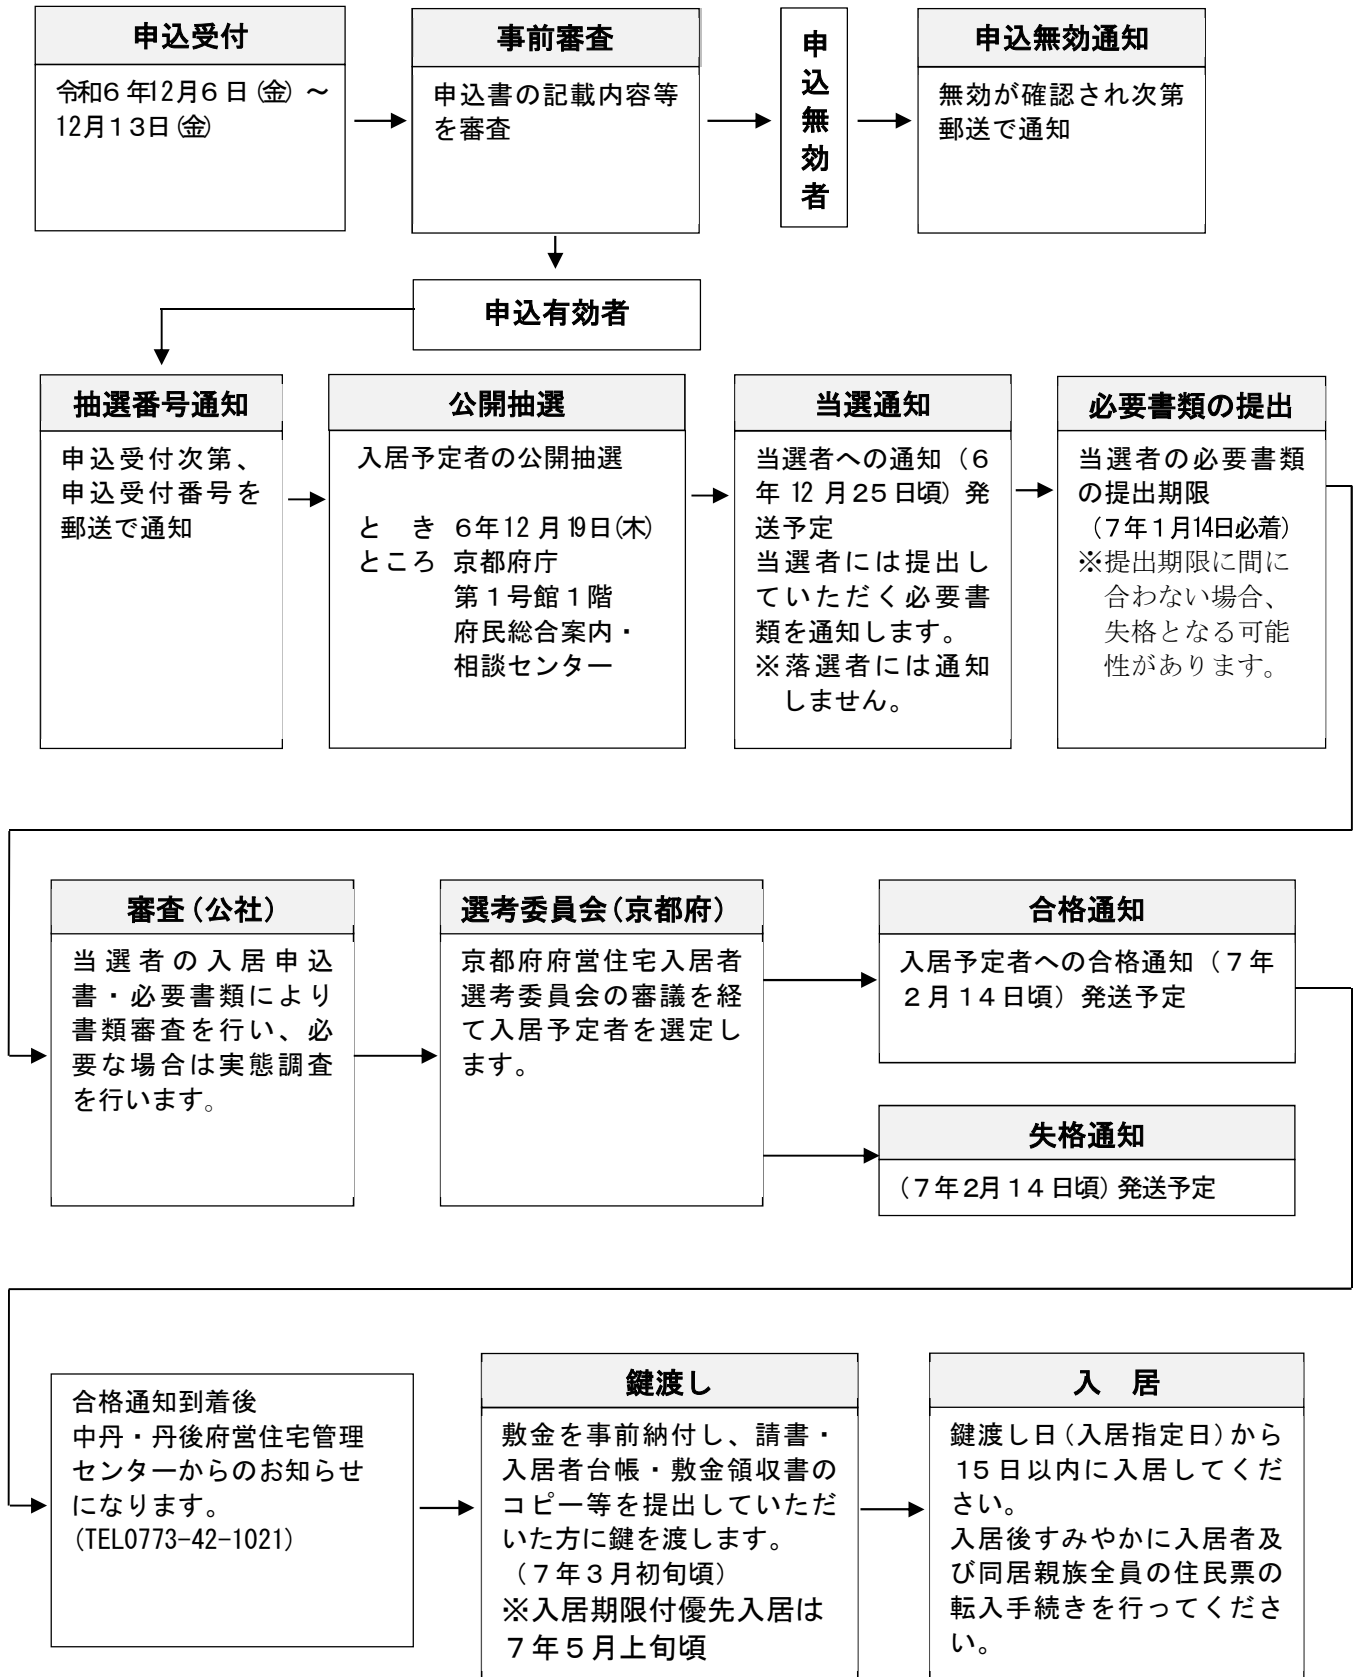 申込受付
令和6年12月6日(金)～
12月13日(金)
事前審査
申込書の記載内容等
を審査
申込無効者
申込無効通知
無効が確認され次第
郵送で通知
申込有効者
抽選番号通知
申込受付次第、
申込受付番号を
郵送で通知
公開抽選
入居予定者の公開抽選
と　き　６年12月19日(木)
ところ　京都府庁
第１号館１階
府民総合案内・
相談センター
当選通知
当選者への通知（６
年12月２５日頃）発
送予定
当選者には提出し
ていただく必要書
類を通知します。
※落選者には通知
しません。
必要書類の提出
当選者の必要書類
の提出期限
（７年１月14日必着）
※提出期限に間に
合わない場合、
失格となる可能
性があります。
審査（公社）
当選者の入居申込
書・必要書類により
書類審査を行い、必
要な場合は実態調査
を行います。
選考委員会（京都府）
京都府府営住宅入居者
選考委員会の審議を経
て入居予定者を選定し
ます。
合格通知
入居予定者への合格通知（７年
２月14日頃）発送予定
失格通知
（７年2月１４日頃）発送予定
合格通知到着後
中丹・丹後府営住宅管理
センターからのお知らせ
になります。
(TEL0773-42-1021)
鍵渡し
敷金を事前納付し、請書・
入居者台帳・敷金領収書の
コピー等を提出していただ
いた方に鍵を渡します。
（７年３月初旬頃）
※入居期限付優先入居は
７年５月上旬頃
入　居
鍵渡し日（入居指定日）から
15日以内に入居してくだ
さい。
入居後すみやかに入居者及
び同居親族全員の住民票の
転入手続きを行ってくださ
い。